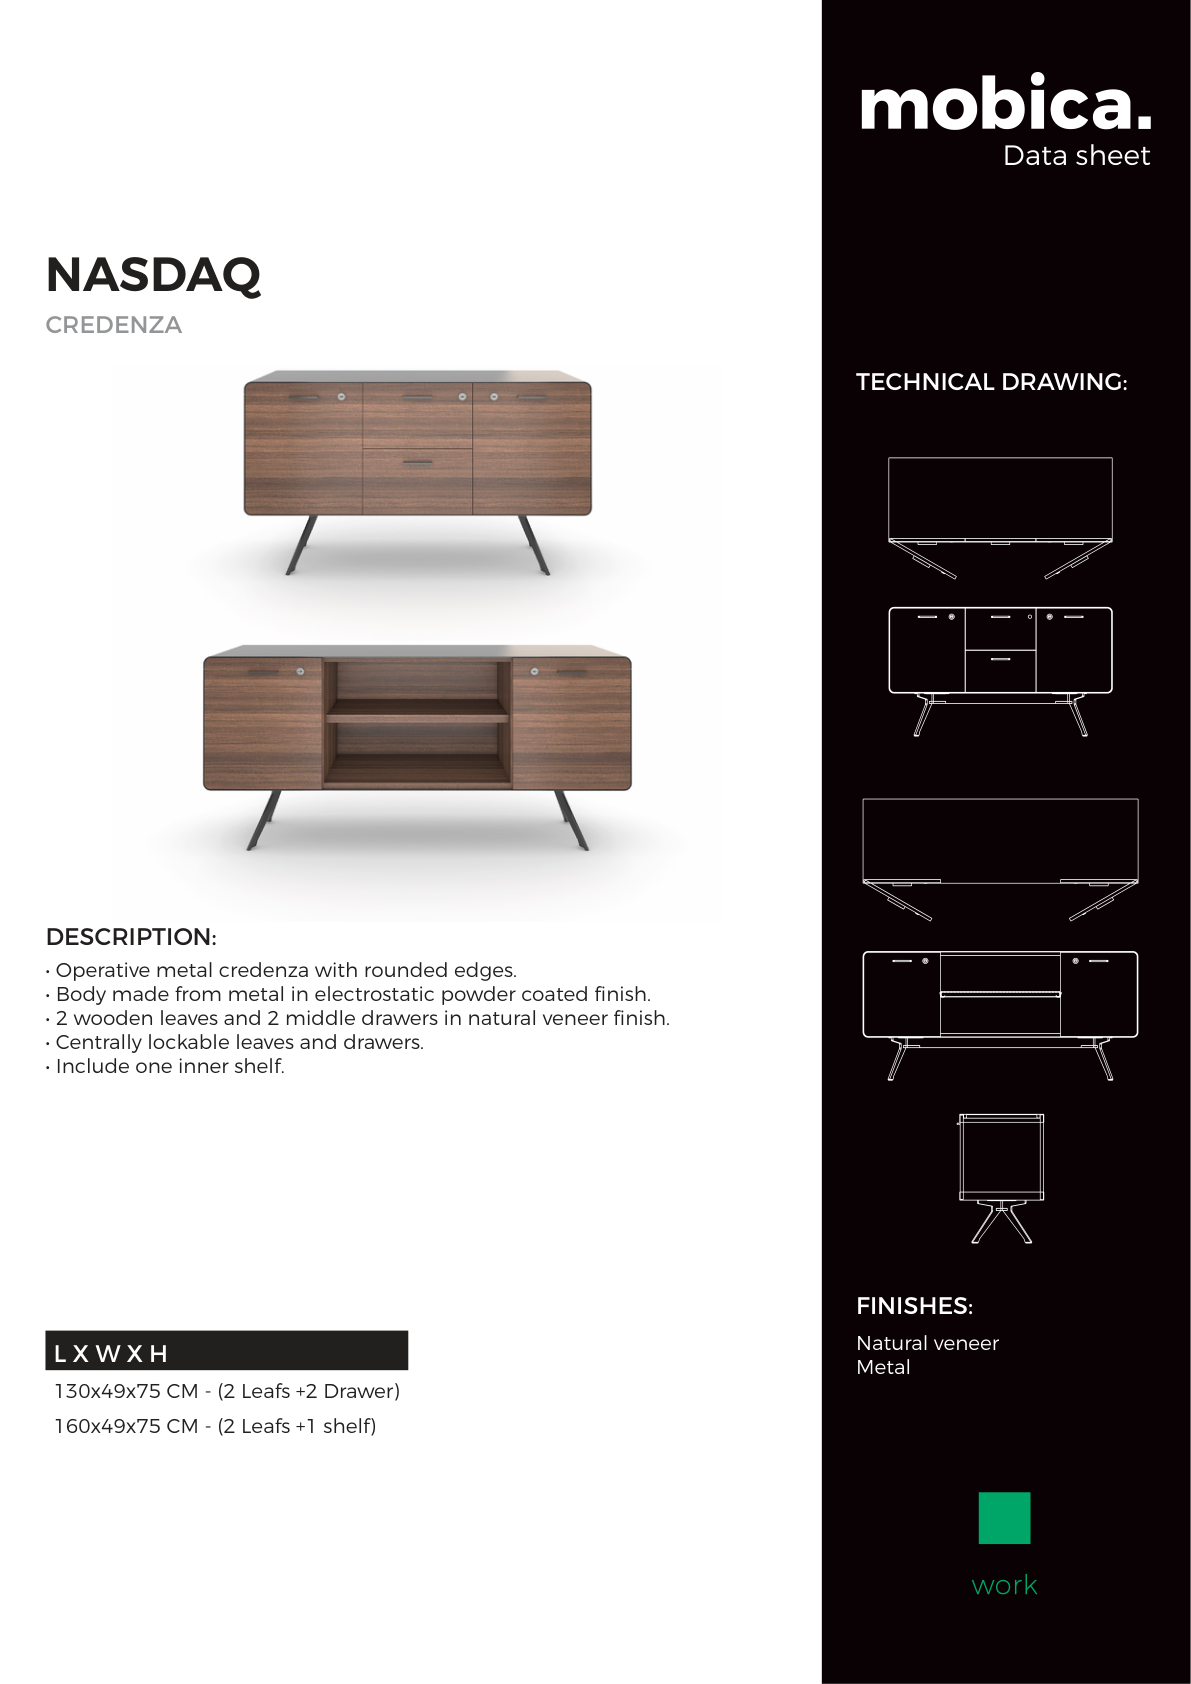 mobica.
Data sheet
NASDAQ
CREDENZA
TECHNICAL DRAWING:
DESCRIPTION:
• Operative metal credenza with rounded edges.
• Body made from metal in electrostatic powder coated finish.
• 2 wooden leaves and 2 middle drawers in natural veneer finish.
• Centrally lockable leaves and drawers.
• Include one inner shelf.
FINISHES:
Natural veneer
Metal
L X W X H
130x49x75 CM - (2 Leafs +2 Drawer)
160x49x75 CM - (2 Leafs +1 shelf)
work